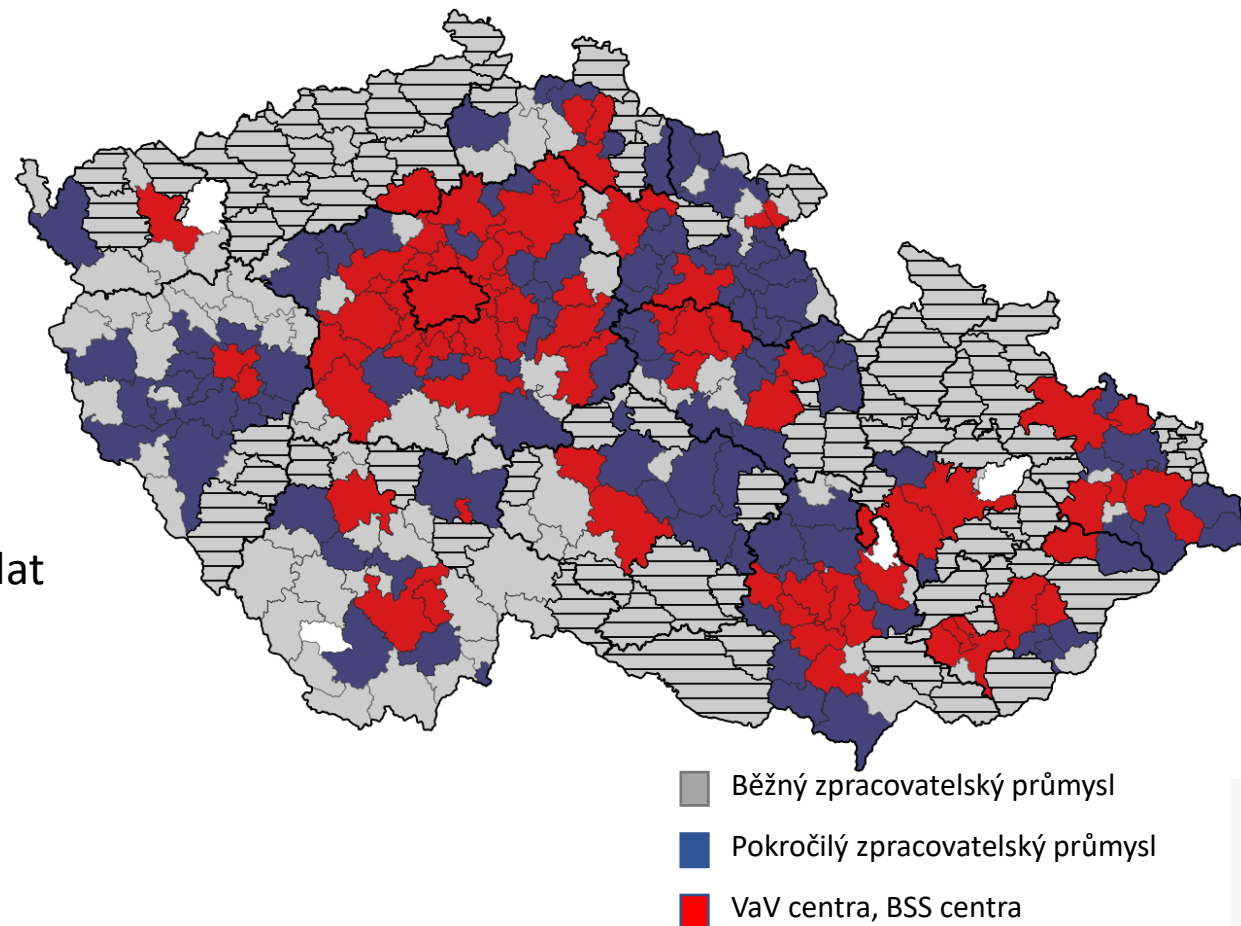 lat
Běžný zpracovatelský průmysl
Pokročilý zpracovatelský průmysl
VaV centra, BSS centra